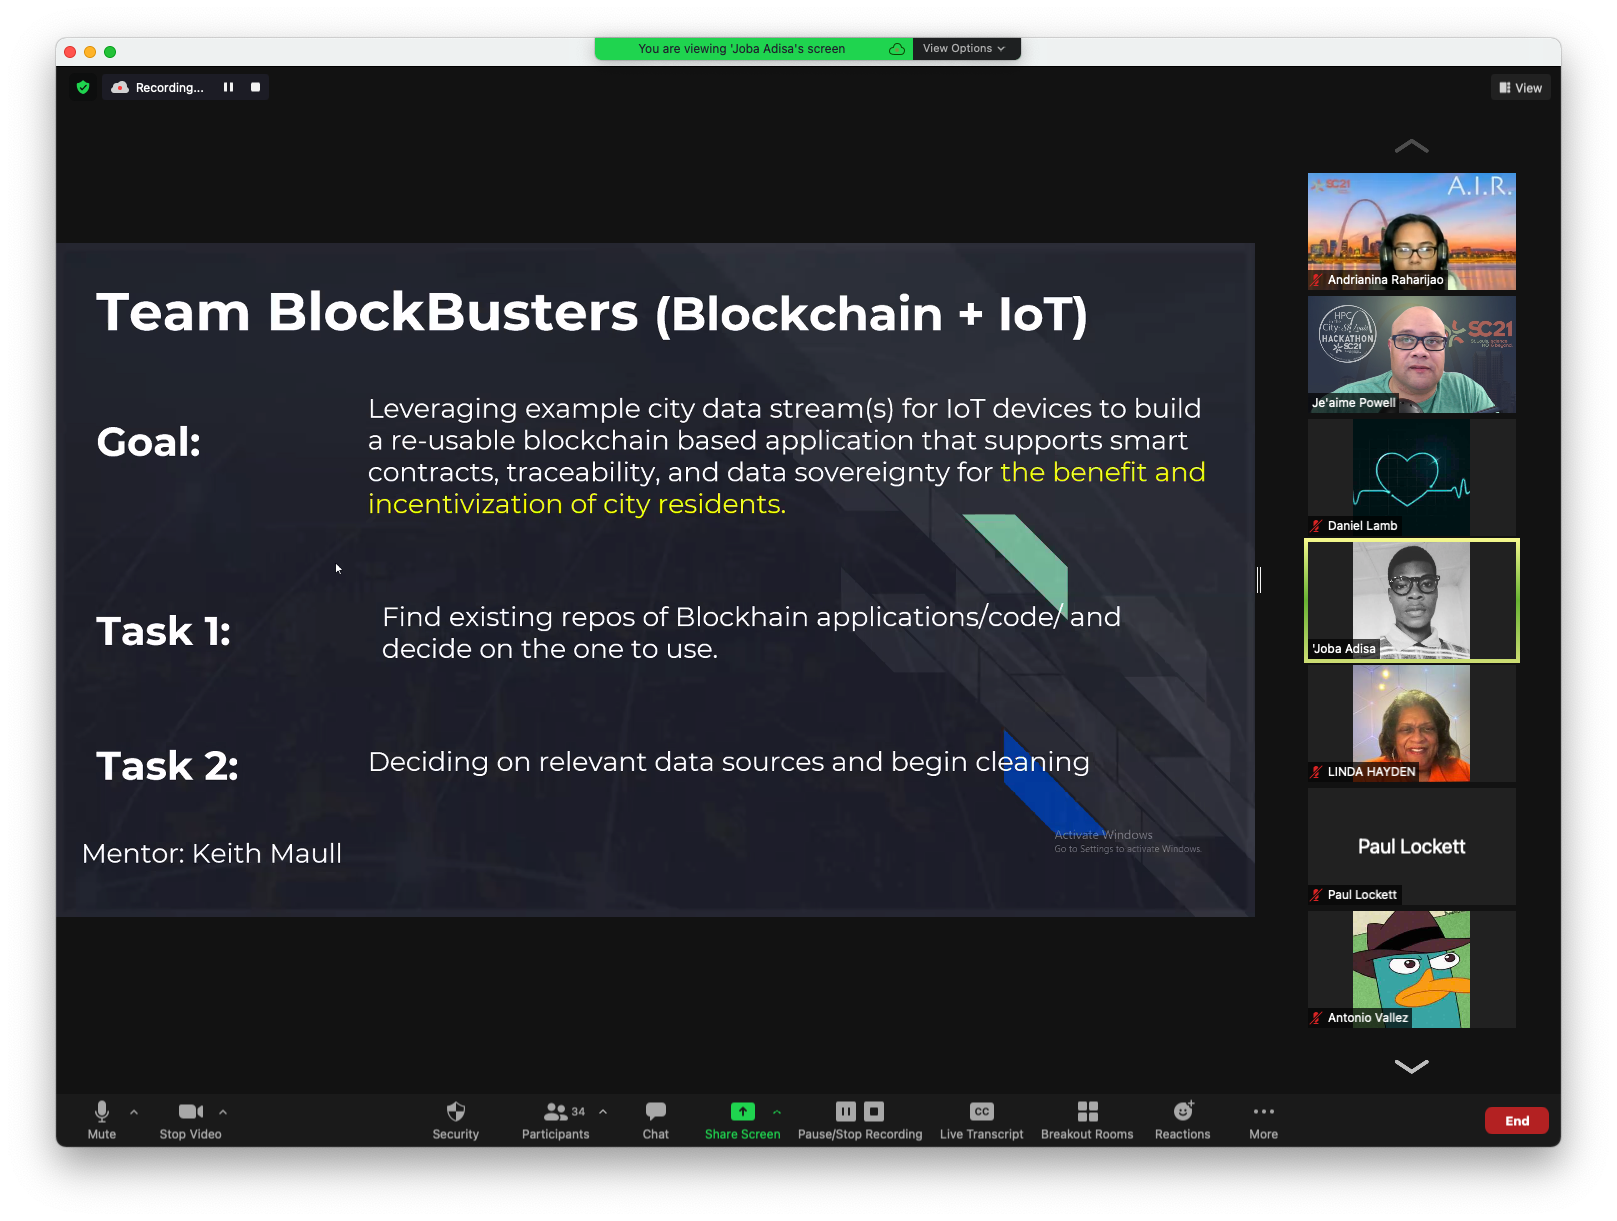 You are viewing 'Joba Adisa's screen
View Options
Recording...
View
Team BlockBusters (Blockchain + IoT)
Goal:
Leveraging example city data stream(s) for IoT devices to build
a re-usable blockchain based application that supports smart
contracts, traceability, and data sovereignty for the benefit and
incentivization of city residents.
Task 1:
Find existing repos of Blockhain applications/code/ and
decide on the one to use.
Task 2:
Deciding on relevant data sources and begin cleaning
Mentor: Keith Maull
Activate Windows
Go to Settings to activate Windows.
SC21
A.I.R.
Andrianina Raharijao
HPC
City: St. Louis
HACKATHON
SC21
SC21
Je'aime Powell
Daniel Lamb
'Joba Adisa
LINDA HAYDEN
Paul Lockett
Paul Lockett
Antonio Vallez
Mute
Stop Video
Security
34
Participants
Chat
Share Screen
Pause/Stop Recording
CC
Live Transcript
Breakout Rooms
Reactions
More
End